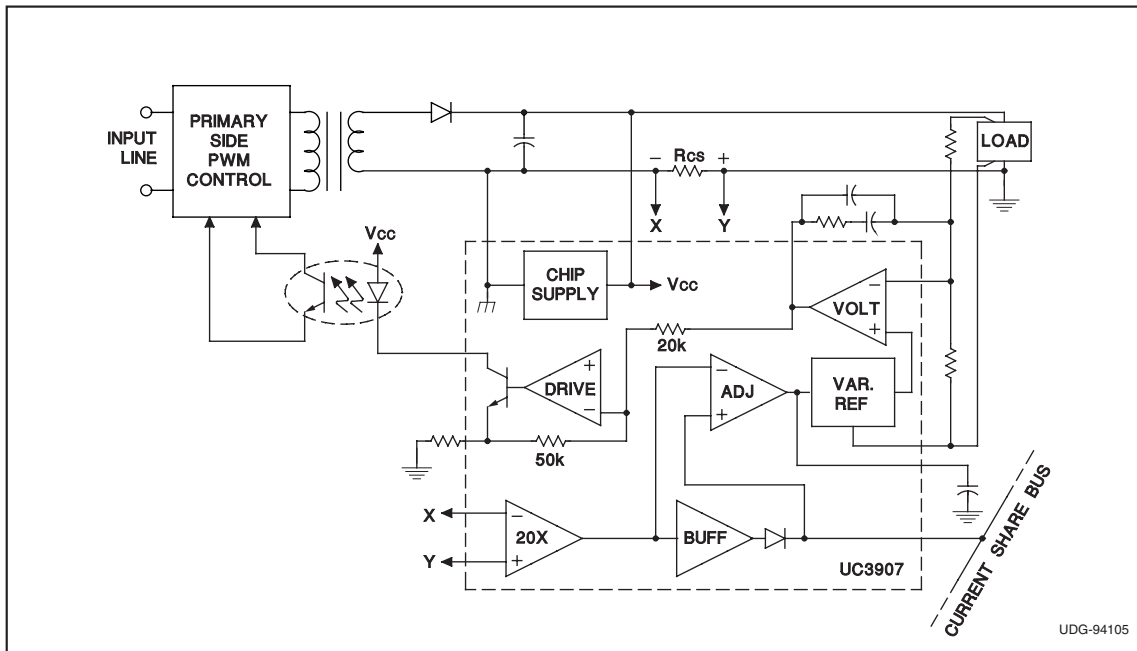 INPUT
LINE
PRIMARY
SIDE
PWM
CONTROL
− Rcs +
X Y
LOAD
Vcc
CHIP
SUPPLY
Vcc
20k
−
VOLT
+
+
DRIVE
−
50k
−
ADJ
+
VAR.
REF
X
−
20X
Y
+
BUFF
UC3907
CURRENT SHARE BUS
UDG-94105